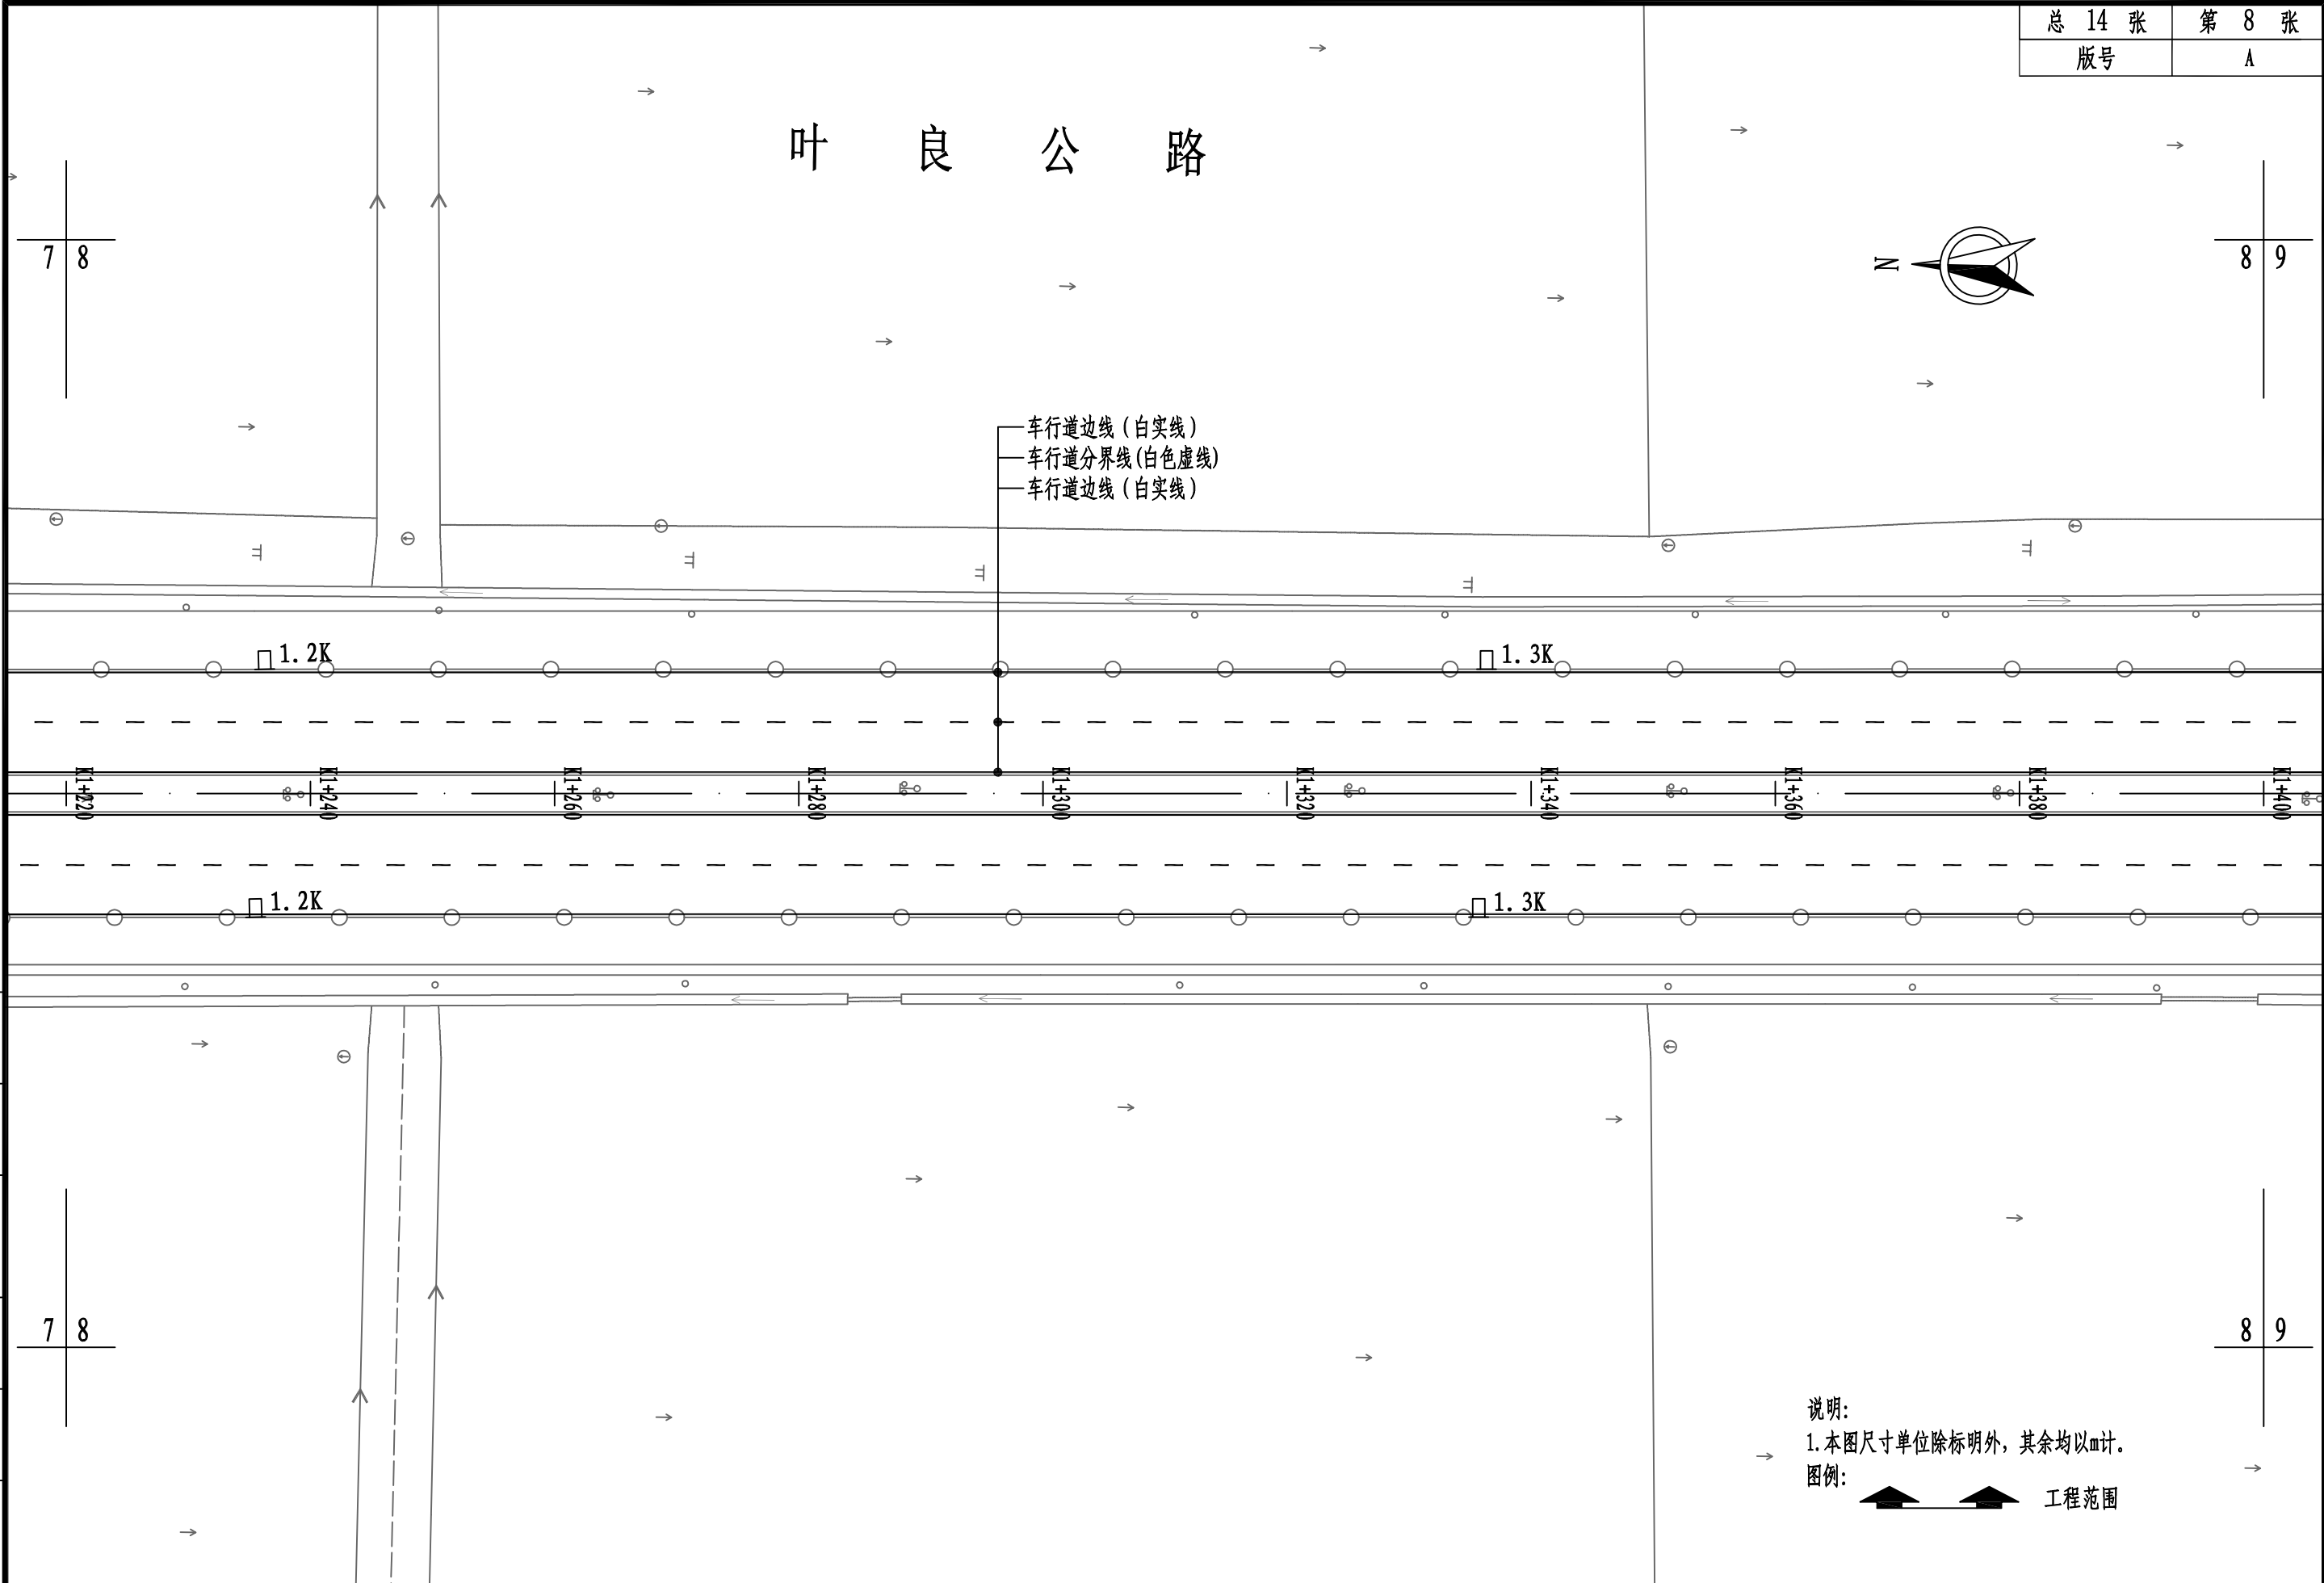 总 14 张 第 8 张
版号 A
叶良公路
7 8
8 9
N
车行道边线（白实线）
车行道分界线(白色虚线)
车行道边线（白实线）
1.2K
1.3K
K1+220
K1+240
K1+260
K1+280
K1+300
K1+320
K1+340
K1+360
K1+380
K1+400
1.2K
1.3K
7 8
8 9
说明:
1.本图尺寸单位除标明外，其余均以m计。
图例:
工程范围